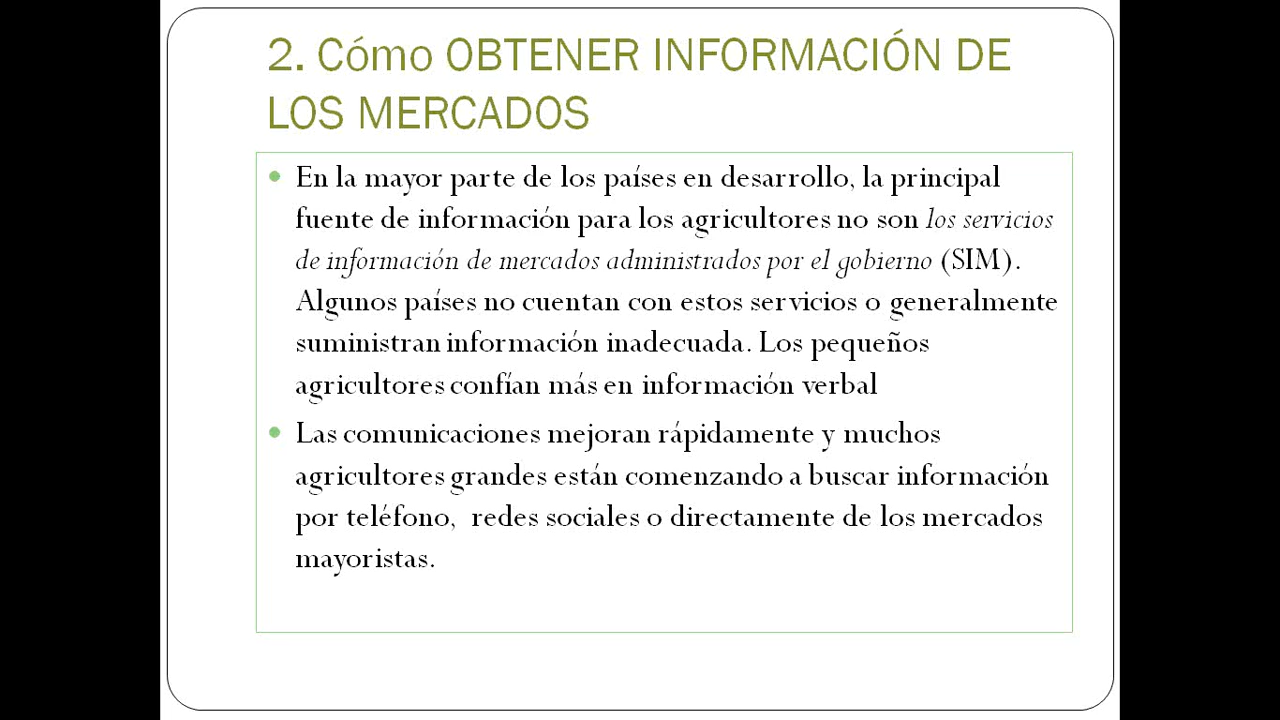 2. Cómo OBTENER INFORMACIÓN DE
LOS MERCADOS
• En la mayor parte de los países en desarrollo, la principal
fuente de información para los agricultores no son los servicios
de información de mercados administrados por el gobierno (SIM).
Algunos países no cuentan con estos servicios o generalmente
suministran información inadecuada. Los pequeños
agricultores confían más en información verbal
• Las comunicaciones mejoran rápidamente y muchos
agricultores grandes están comenzando a buscar información
por teléfono,  redes sociales o directamente de los mercados
mayoristas.